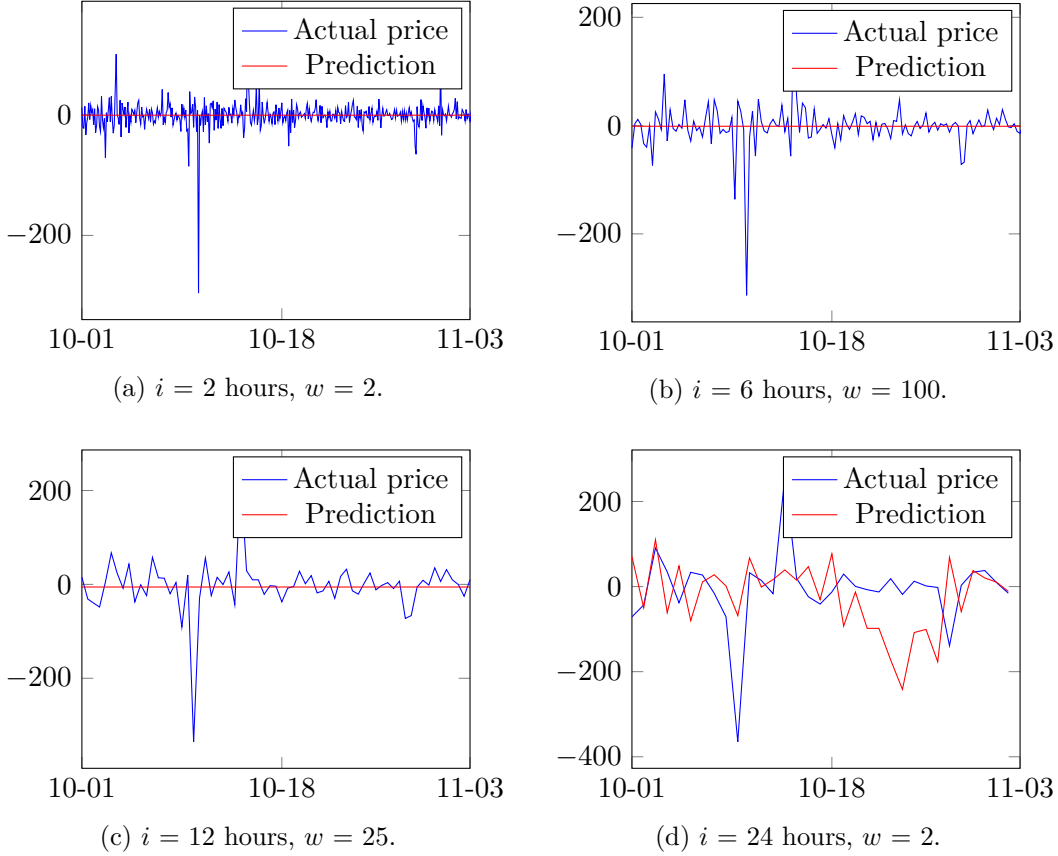 Actual price
Prediction
0
−200
10-01 10-18 11-03
(a) i = 2 hours, w = 2.
Actual price
Prediction
200
0
−200
10-01 10-18 11-03
(b) i = 6 hours, w = 100.
Actual price
Prediction
200
0
−200
10-01 10-18 11-03
(c) i = 12 hours, w = 25.
Actual price
Prediction
200
0
−200
−400
10-01 10-18 11-03
(d) i = 24 hours, w = 2.